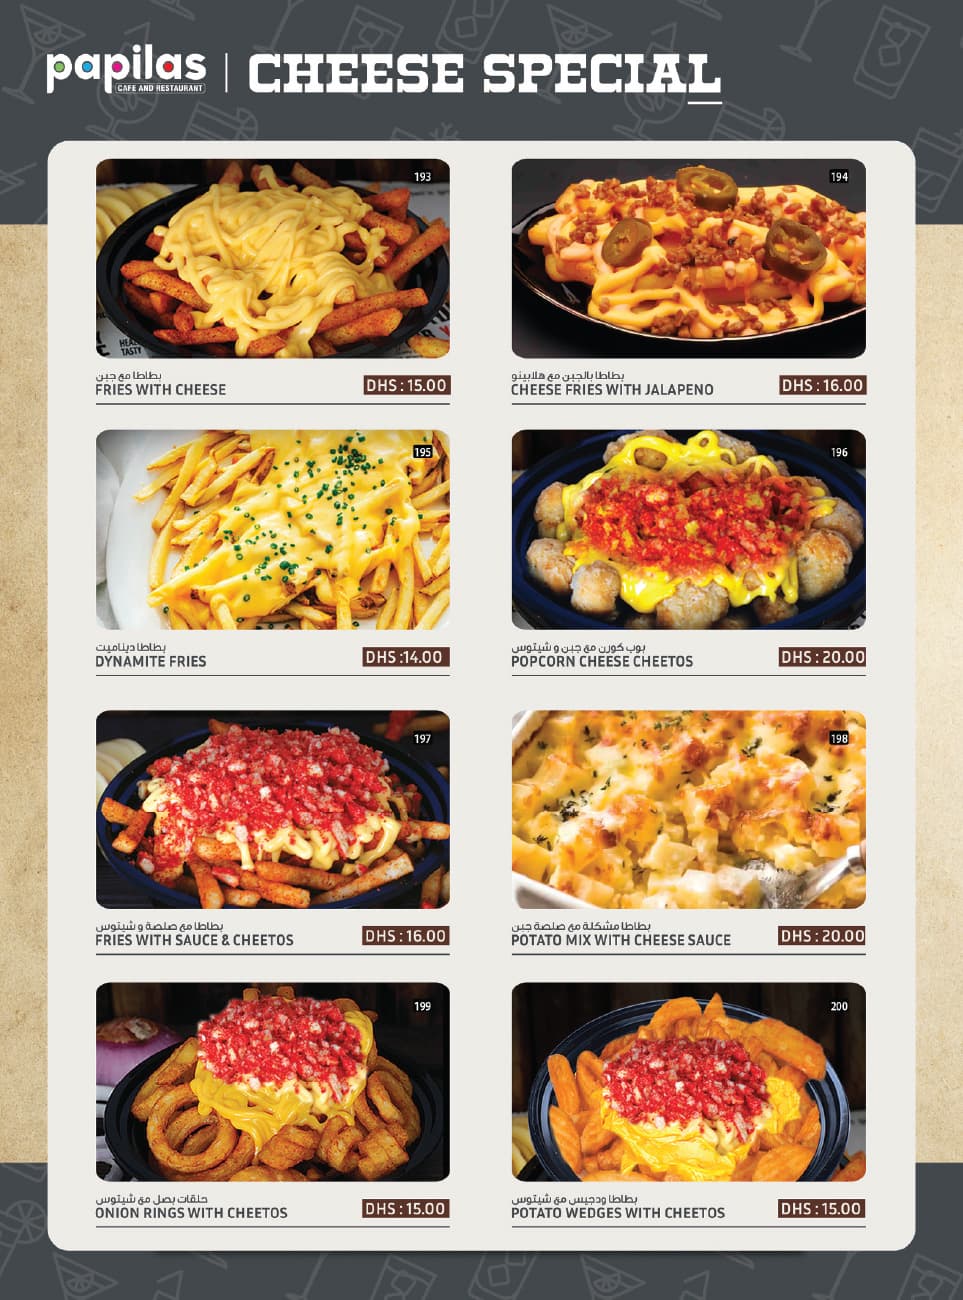 papilas
CAFE AND RESTAURANT
CHEESE SPECIAL
193
بطاطا مع جبن
FRIES WITH CHEESE
DHS : 15.00
194
بطاطا بالجبن مع هلابينو
CHEESE FRIES WITH JALAPENO
DHS : 16.00
195
بطاطا ديناميت
DYNAMITE FRIES
DHS :14.00
196
بوب كورن مع جبن و شيتوس
POPCORN CHEESE CHEETOS
DHS : 20.00
197
بطاطا مع صلصة و شيتوس
FRIES WITH SAUCE & CHEETOS
DHS : 16.00
198
بطاطا مشكلة مع صلصة جبن
POTATO MIX WITH CHEESE SAUCE
DHS : 20.00
199
حلقات بصل مع شيتوس
ONION RINGS WITH CHEETOS
DHS : 15.00
200
بطاطا ودجيس مع شيتوس
POTATO WEDGES WITH CHEETOS
DHS : 15.00